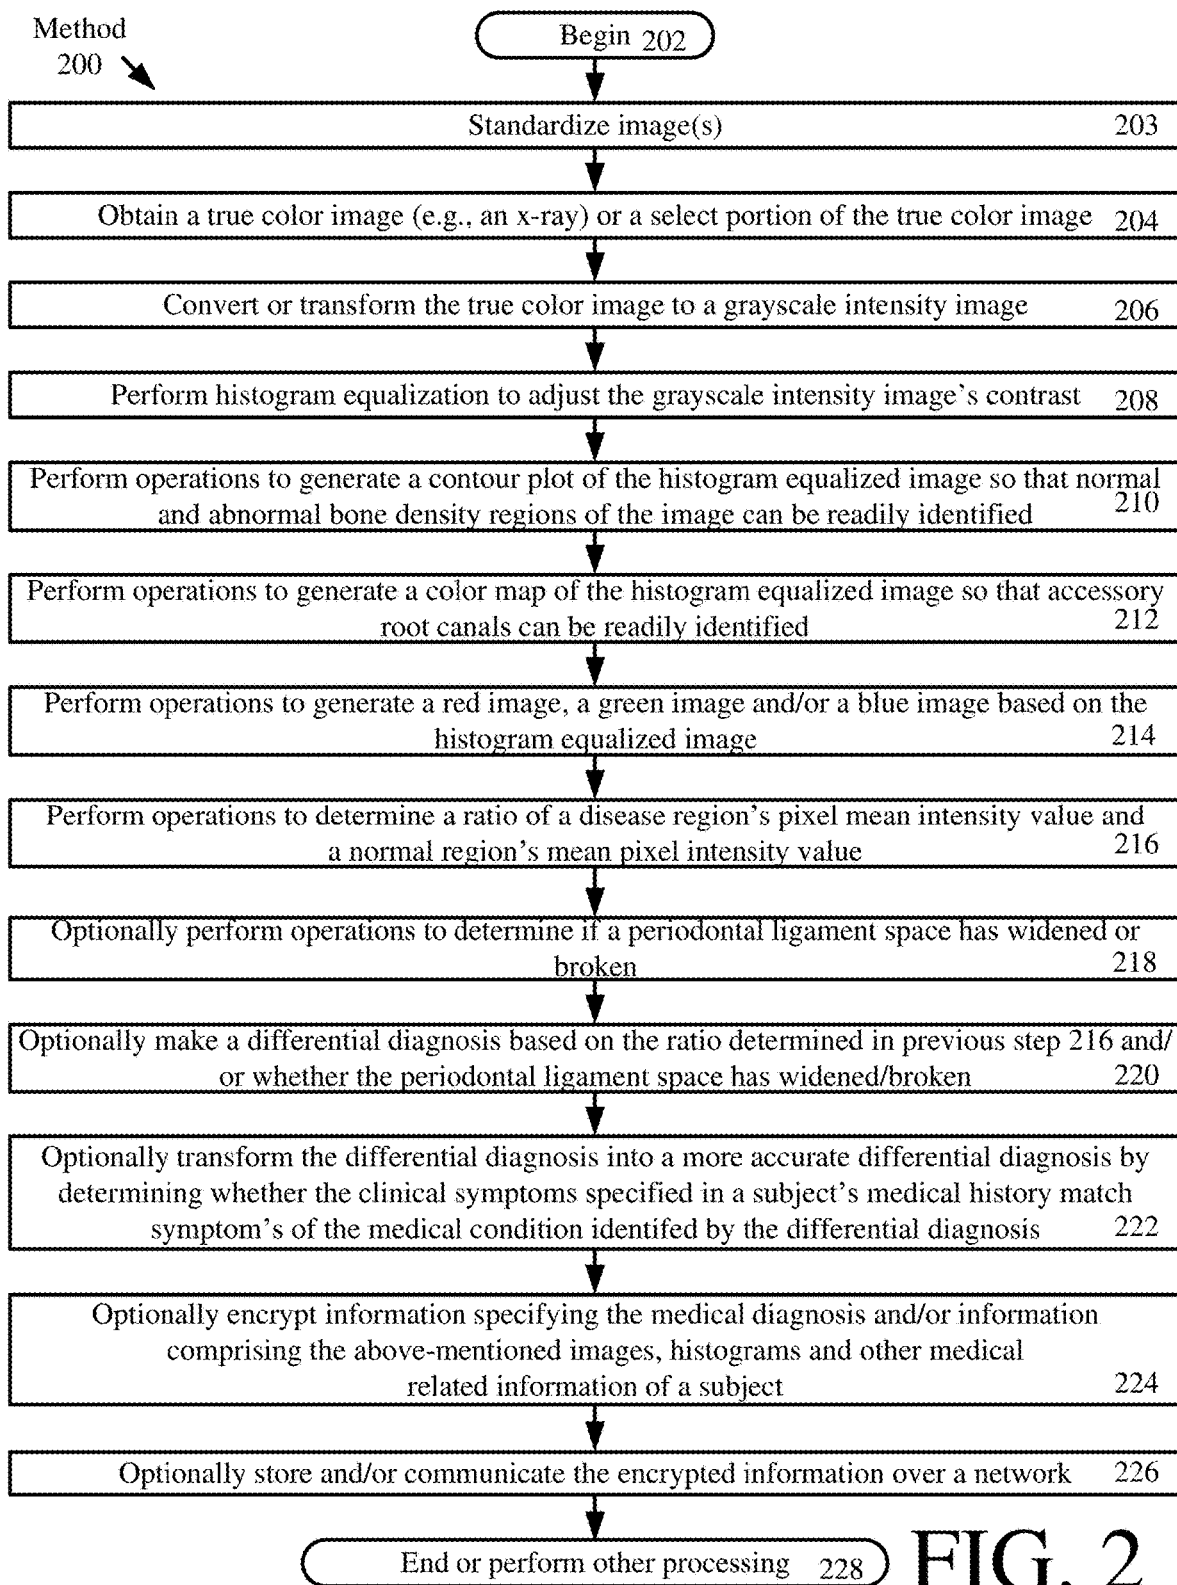 Method
200
Begin 202
Standardize image(s) 203
Obtain a true color image (e.g., an x-ray) or a select portion of the true color image 204
Convert or transform the true color image to a grayscale intensity image 206
Perform histogram equalization to adjust the grayscale intensity image's contrast 208
Perform operations to generate a contour plot of the histogram equalized image so that normal
and abnormal bone density regions of the image can be readily identified 210
Perform operations to generate a color map of the histogram equalized image so that accessory
root canals can be readily identified 212
Perform operations to generate a red image, a green image and/or a blue image based on the
histogram equalized image 214
Perform operations to determine a ratio of a disease region's pixel mean intensity value and
a normal region's mean pixel intensity value 216
Optionally perform operations to determine if a periodontal ligament space has widened or
broken 218
Optionally make a differential diagnosis based on the ratio determined in previous step 216 and/
or whether the periodontal ligament space has widened/broken 220
Optionally transform the differential diagnosis into a more accurate differential diagnosis by
determining whether the clinical symptoms specified in a subject's medical history match
symptom's of the medical condition identifed by the differential diagnosis 222
Optionally encrypt information specifying the medical diagnosis and/or information
comprising the above-mentioned images, histograms and other medical
related information of a subject 224
Optionally store and/or communicate the encrypted information over a network 226
End or perform other processing 228
FIG. 2